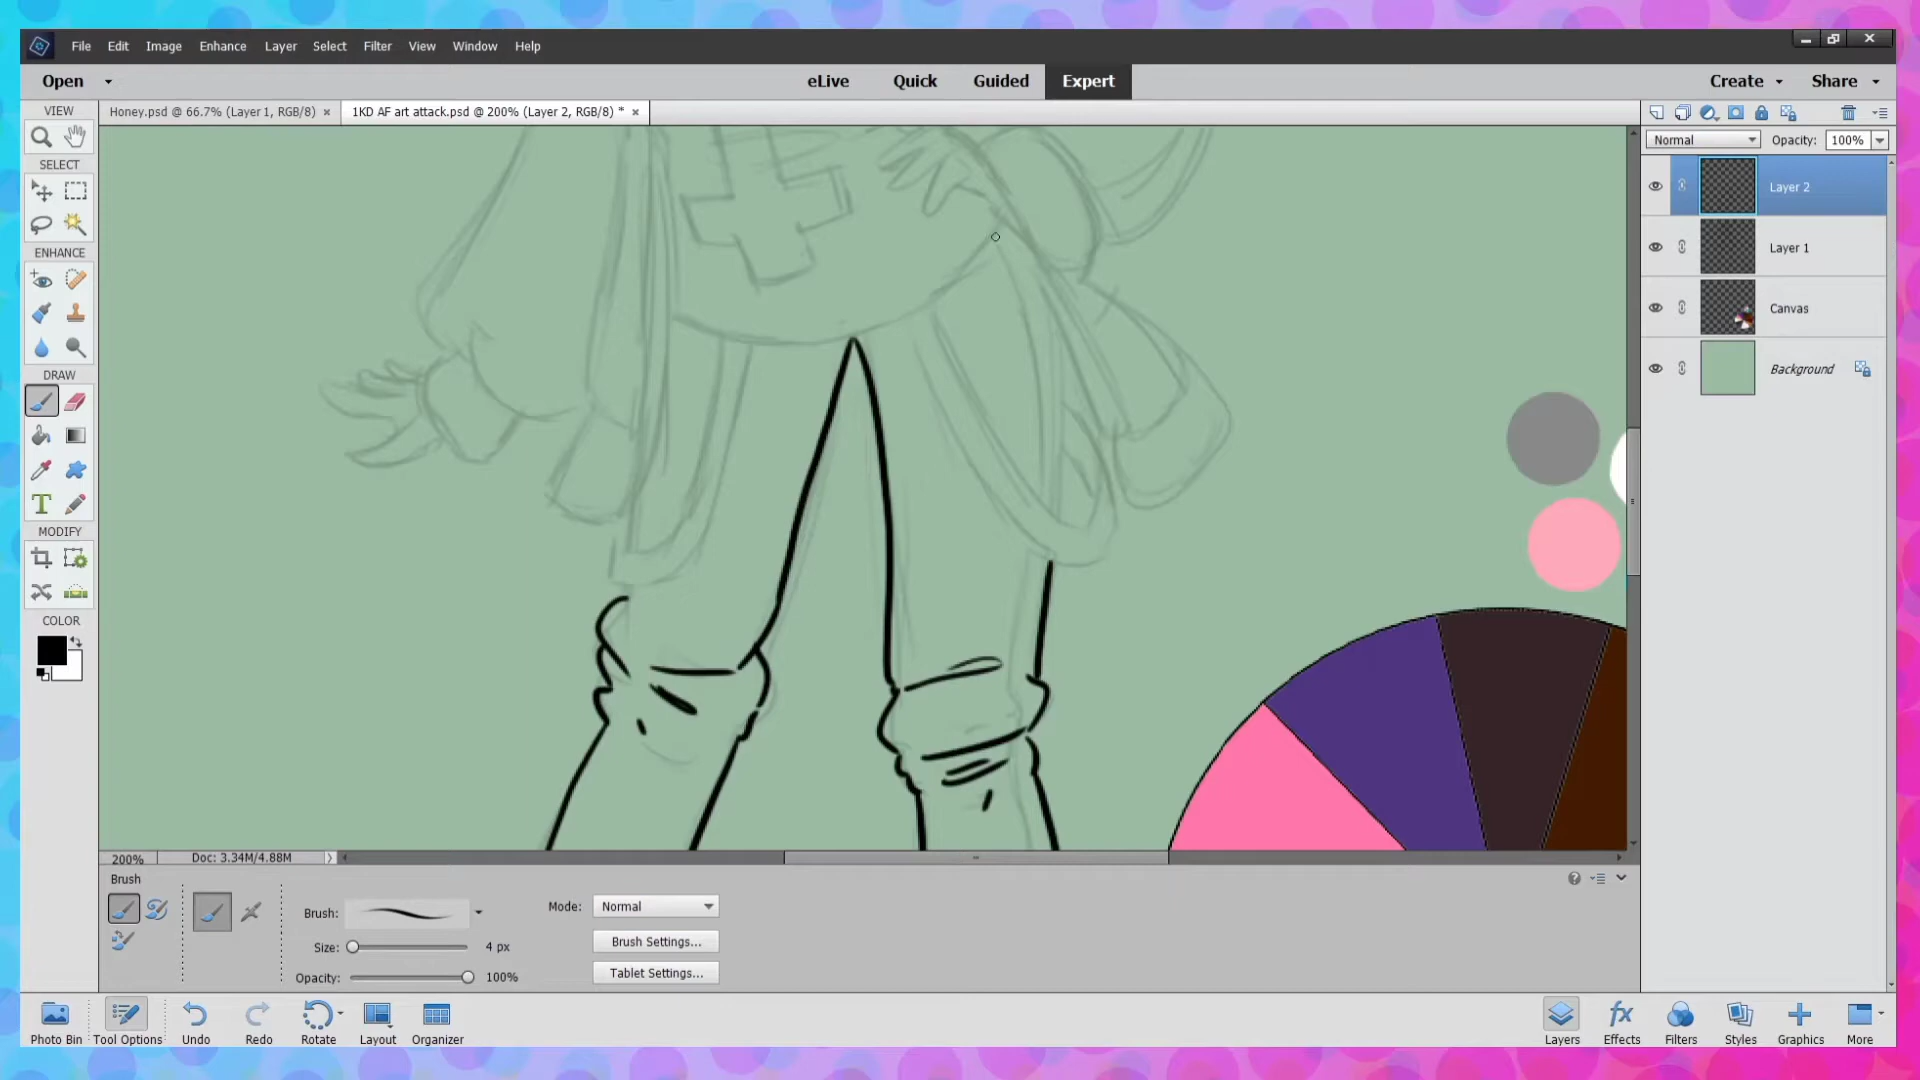 File Edit Image Enhance Layer Select Filter View Window Help
Open eLive Quick Guided Expert Create Share
VIEW
Honey.psd @ 66.7% (Layer 1, RGB/8) × 1KD AF art attack.psd @ 200% (Layer 2, RGB/8) * ×
Normal Opacity: 100%
SELECT
Layer 2
Layer 1
ENHANCE
Canvas
Background
DRAW
MODIFY
COLOR
200% Doc: 3.34M/4.88M
Brush
Brush: Mode: Normal
Size: 4 px Brush Settings...
Opacity: 100% Tablet Settings...
Photo Bin Tool Options Undo Redo Rotate Layout Organizer Layers Effects Filters Styles Graphics More